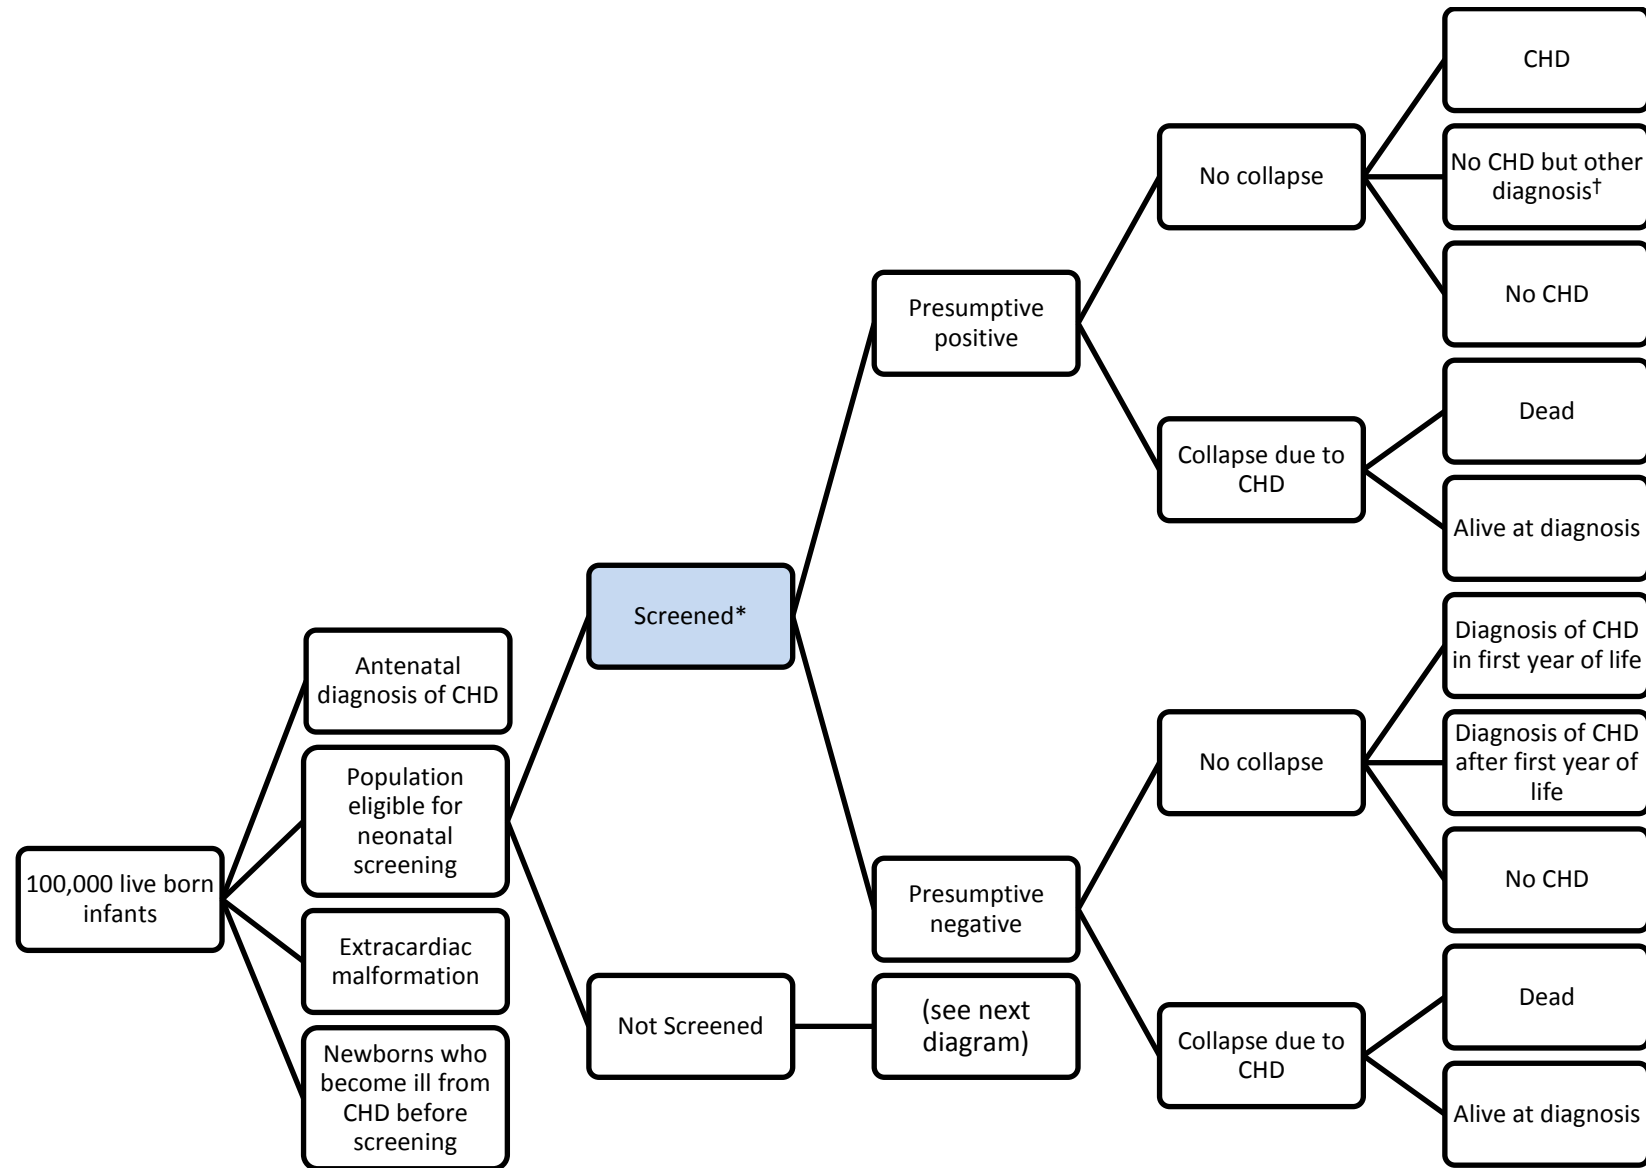 100,000 live born
infants
Antenatal
diagnosis of CHD
Population
eligible for
neonatal
screening
Extracardiac
malformation
Newborns who
become ill from
CHD before
screening
Screened*
Not Screened
Presumptive
positive
Presumptive
negative
(see next
diagram)
No collapse
Collapse due to
CHD
No collapse
Collapse due to
CHD
CHD
No CHD but other
diagnosis†
No CHD
Dead
Alive at diagnosis
Diagnosis of CHD
in first year of life
Diagnosis of CHD
after first year of
life
No CHD
Dead
Alive at diagnosis